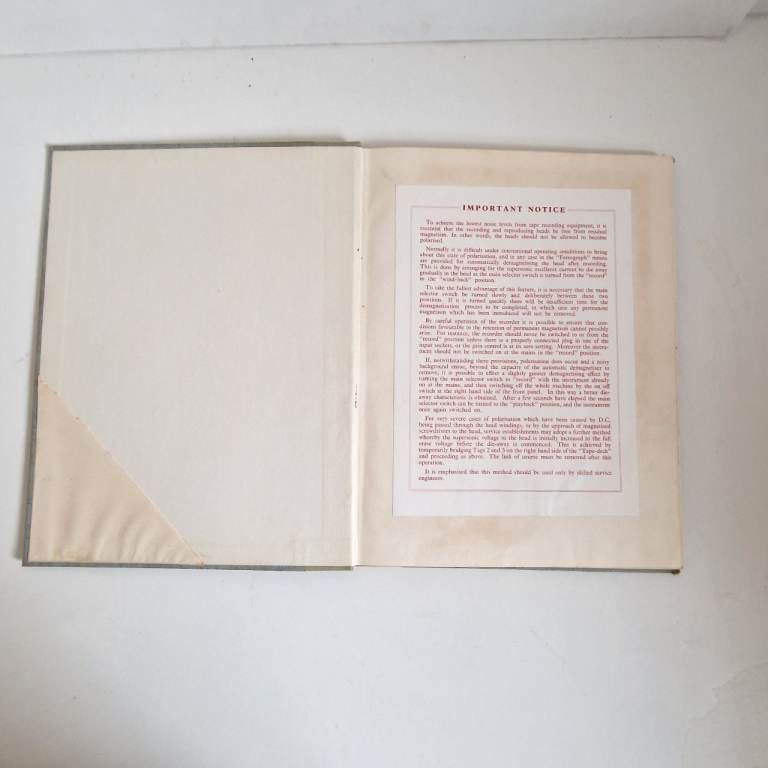 IMPORTANT NOTICE
To achieve the lowest noise levels from tape recording equipment, it is
essential that the recording and reproducing heads be free from residual
magnetism. In other words, the heads should not be allowed to become
polarised.
Normally it is difficult under conventional operating conditions to bring
about this state of polarisation, and in any case in the "Ferrograph" means
are provided for automatically demagnetising the head after recording.
This is done by arranging for the supersonic oscillator current to die away
gradually in the head as the main selector switch is turned from the "record"
to the "wind-back" position.
To take the fullest advantage of this feature, it is necessary that the main
selector switch be turned slowly and deliberately between these two
positions. If it is turned quickly there will be insufficient time for the
demagnetisation process to be completed, in which case any permanent
magnetism which has been introduced will not be removed.
By careful operation of the recorder it is possible to ensure that con-
ditions favourable to the retention of permanent magnetism cannot possibly
arise. For instance, the recorder should never be switched to or from the
"record" position unless there is a properly connected plug in one of the
input sockets, or the gain control is at its zero setting. Moreover the instru-
ment should not be switched on at the mains in the "record" position.
If, notwithstanding these provisions, polarisation does occur and a noisy
background ensue, beyond the capacity of the automatic demagnetiser to
remove, it is possible to effect a slightly greater demagnetising effect by
turning the main selector switch to "record" with the instrument already
on at the mains, and then switching off the whole machine by the on/off
switch at the right hand side of the front panel. In this way a better die-
away characteristic is obtained. After a few seconds have elapsed the main
selector switch can be turned to the "playback" position, and the instrument
once again switched on.
For very severe cases of polarisation which have been caused by D.C.
being passed through the head windings, or by the approach of magnetised
screwdrivers to the head, service establishments may adopt a further method
whereby the supersonic voltage to the head is initially increased to the full
erase voltage before the die-away is commenced. This is achieved by
temporarily bridging Tags 2 and 3 on the right hand side of the "Tape-deck"
and proceeding as above. The link of course must be removed after this
operation.
It is emphasised that this method should be used only by skilled service
engineers.